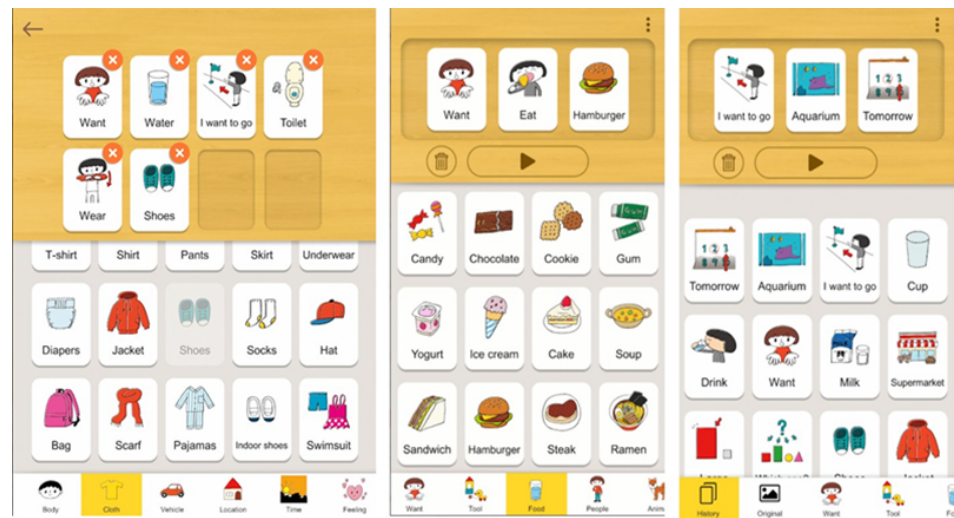 Want Water I want to go Toilet
Wear Shoes
T-shirt Shirt Pants Skirt Underwear
Diapers Jacket Shoes Socks Hat
Bag Scarf Pajamas Indoor shoes Swimsuit
Body Cloth Vehicle Location Time Feeling
Want Eat Hamburger
Candy Chocolate Cookie Gum
Yogurt Ice cream Cake Soup
Sandwich Hamburger Steak Ramen
Want Tool Food People Anim
I want to go Aquarium Tomorrow
Tomorrow Aquarium I want to go Cup
Drink Want Milk Supermarket
History Original Want Tool Fo